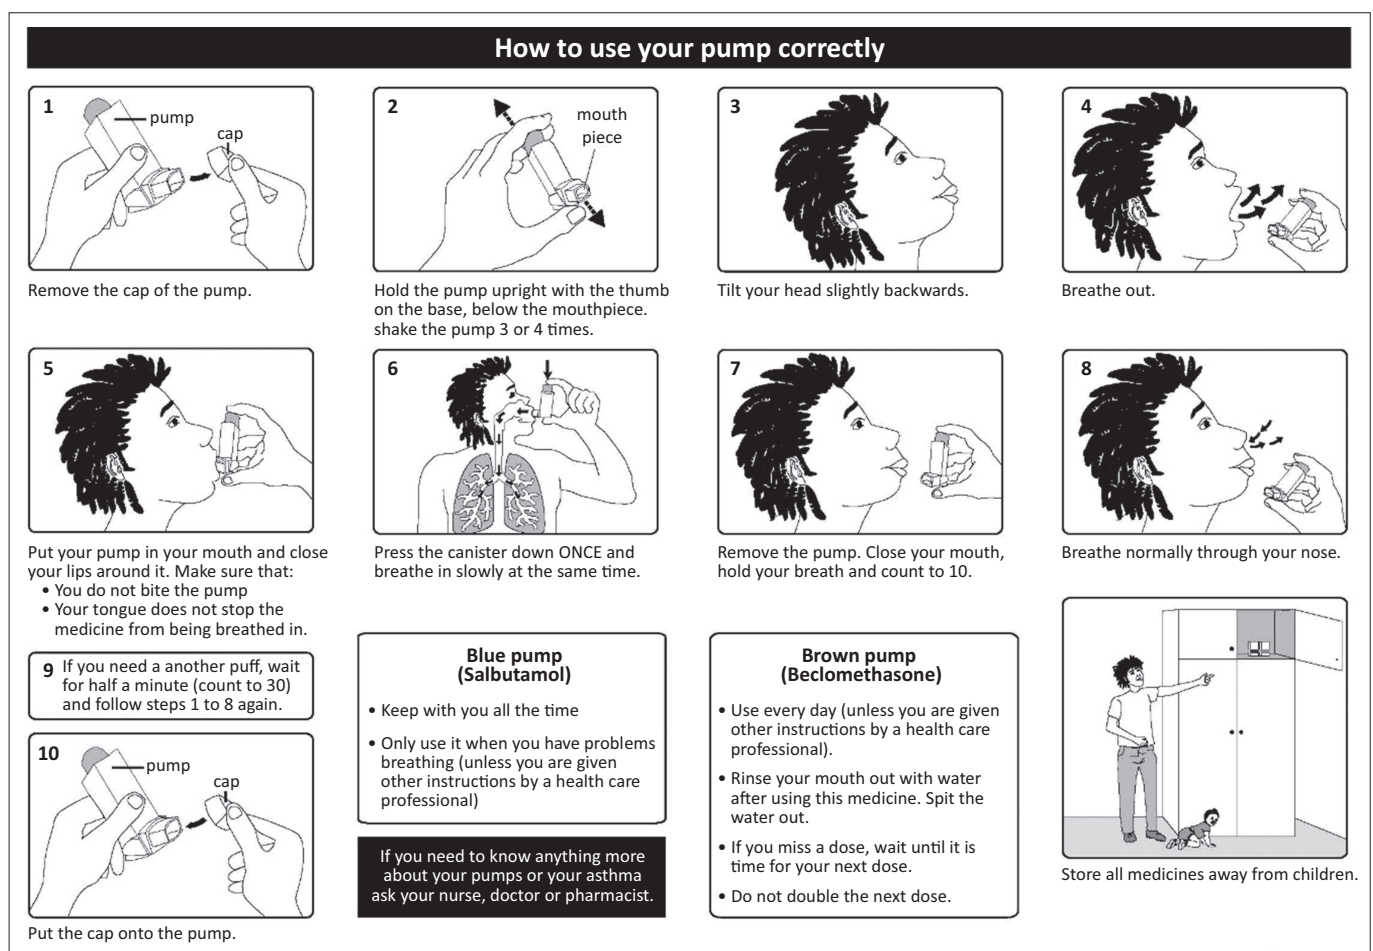 How to use your pump correctly
1
pump
cap
Remove the cap of the pump.
2
mouth
piece
Hold the pump upright with the thumb
on the base, below the mouthpiece.
shake the pump 3 or 4 times.
3
Tilt your head slightly backwards.
4
Breathe out.
5
Put your pump in your mouth and close
your lips around it. Make sure that:
• You do not bite the pump
• Your tongue does not stop the
medicine from being breathed in.
6
Press the canister down ONCE and
breathe in slowly at the same time.
7
Remove the pump. Close your mouth,
hold your breath and count to 10.
8
Breathe normally through your nose.
9 If you need a another puff, wait
for half a minute (count to 30)
and follow steps 1 to 8 again.
10
pump
cap
Put the cap onto the pump.
Blue pump
(Salbutamol)
• Keep with you all the time
• Only use it when you have problems
breathing (unless you are given
other instructions by a health care
professional)
If you need to know anything more
about your pumps or your asthma
ask your nurse, doctor or pharmacist.
Brown pump
(Beclomethasone)
• Use every day (unless you are given
other instructions by a health care
professional).
• Rinse your mouth out with water
after using this medicine. Spit the
water out.
• If you miss a dose, wait until it is
time for your next dose.
• Do not double the next dose.
Store all medicines away from children.